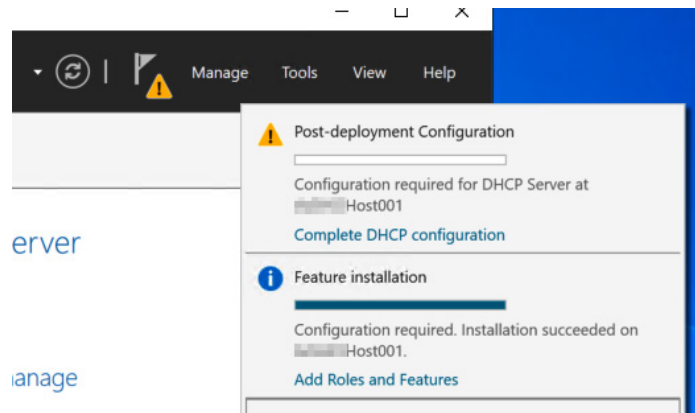 Manage Tools View Help
Post-deployment Configuration
Configuration required for DHCP Server at
Host001
Complete DHCP configuration
erver
Feature installation
Configuration required. Installation succeeded on
Host001.
anage
Add Roles and Features